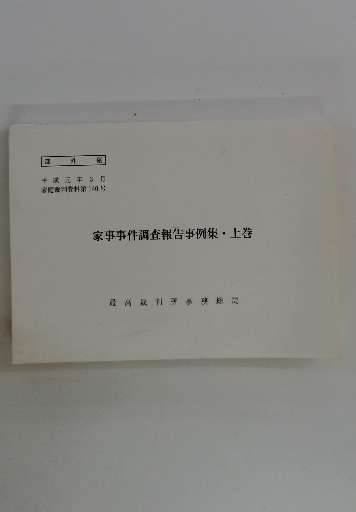 部外秘
平成元年3月
家庭裁判資料第140号
家事事件調査報告事例集・上巻
最高裁判所事務総局